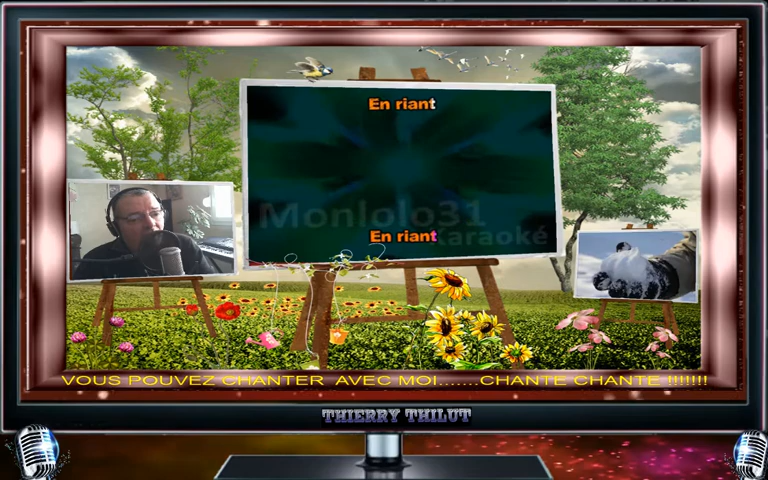 En riant
Monlolo31
En riant
karaoké
VOUS POUVEZ CHANTER AVEC MOI.......CHANTE CHANTE !!!!!!!
THIERRY THILUT